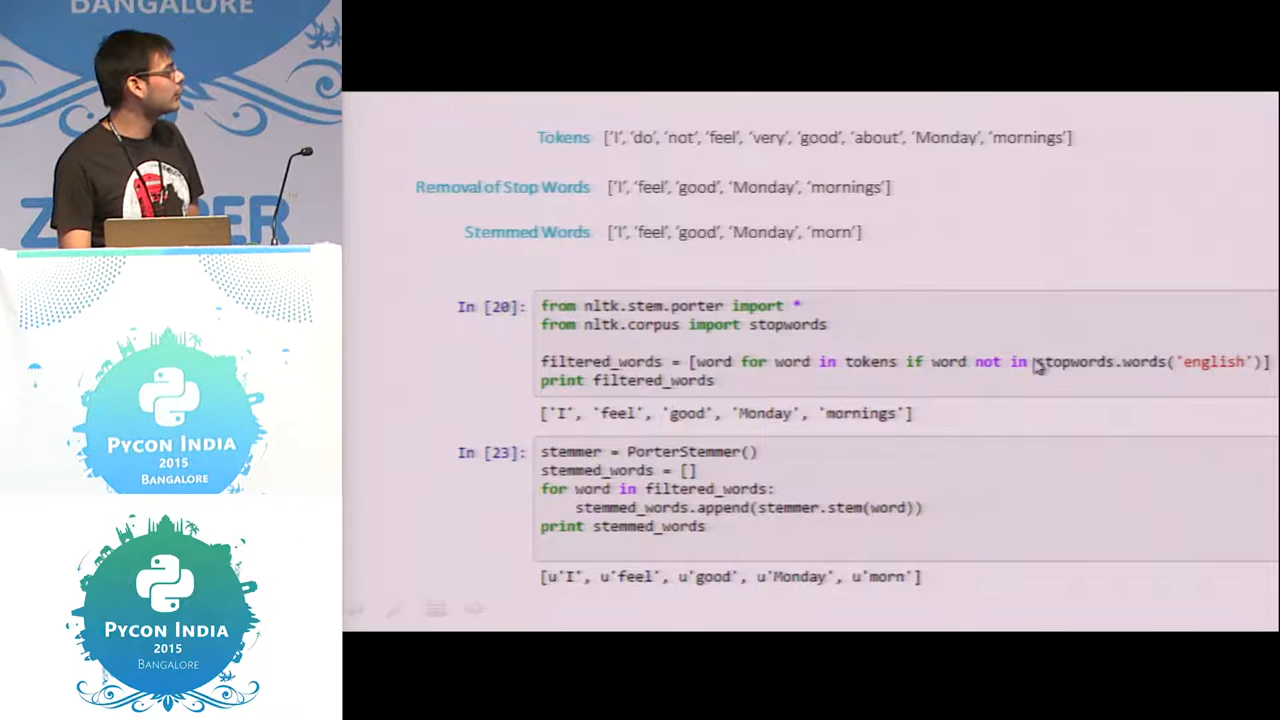 BANGALORE
Tokens ['I', 'do', 'not', 'feel', 'very', 'good', 'about', 'Monday', 'mornings']
Removal of Stop Words ['I', 'feel', 'good', 'Monday', 'mornings']
Stemmed Words ['I', 'feel', 'good', 'Monday', 'morn']
In [20]: from nltk.stem.porter import *
from nltk.corpus import stopwords
filtered_words = [word for word in tokens if word not in stopwords.words('english')]
print filtered_words
['I', 'feel', 'good', 'Monday', 'mornings']
In [23]: stemmer = PorterStemmer()
stemmed_words = []
for word in filtered_words:
    stemmed_words.append(stemmer.stem(word))
print stemmed_words
[u'I', u'feel', u'good', u'Monday', u'morn']
PYCON INDIA
2015
BANGALORE
PYCON INDIA
2015
BANGALORE